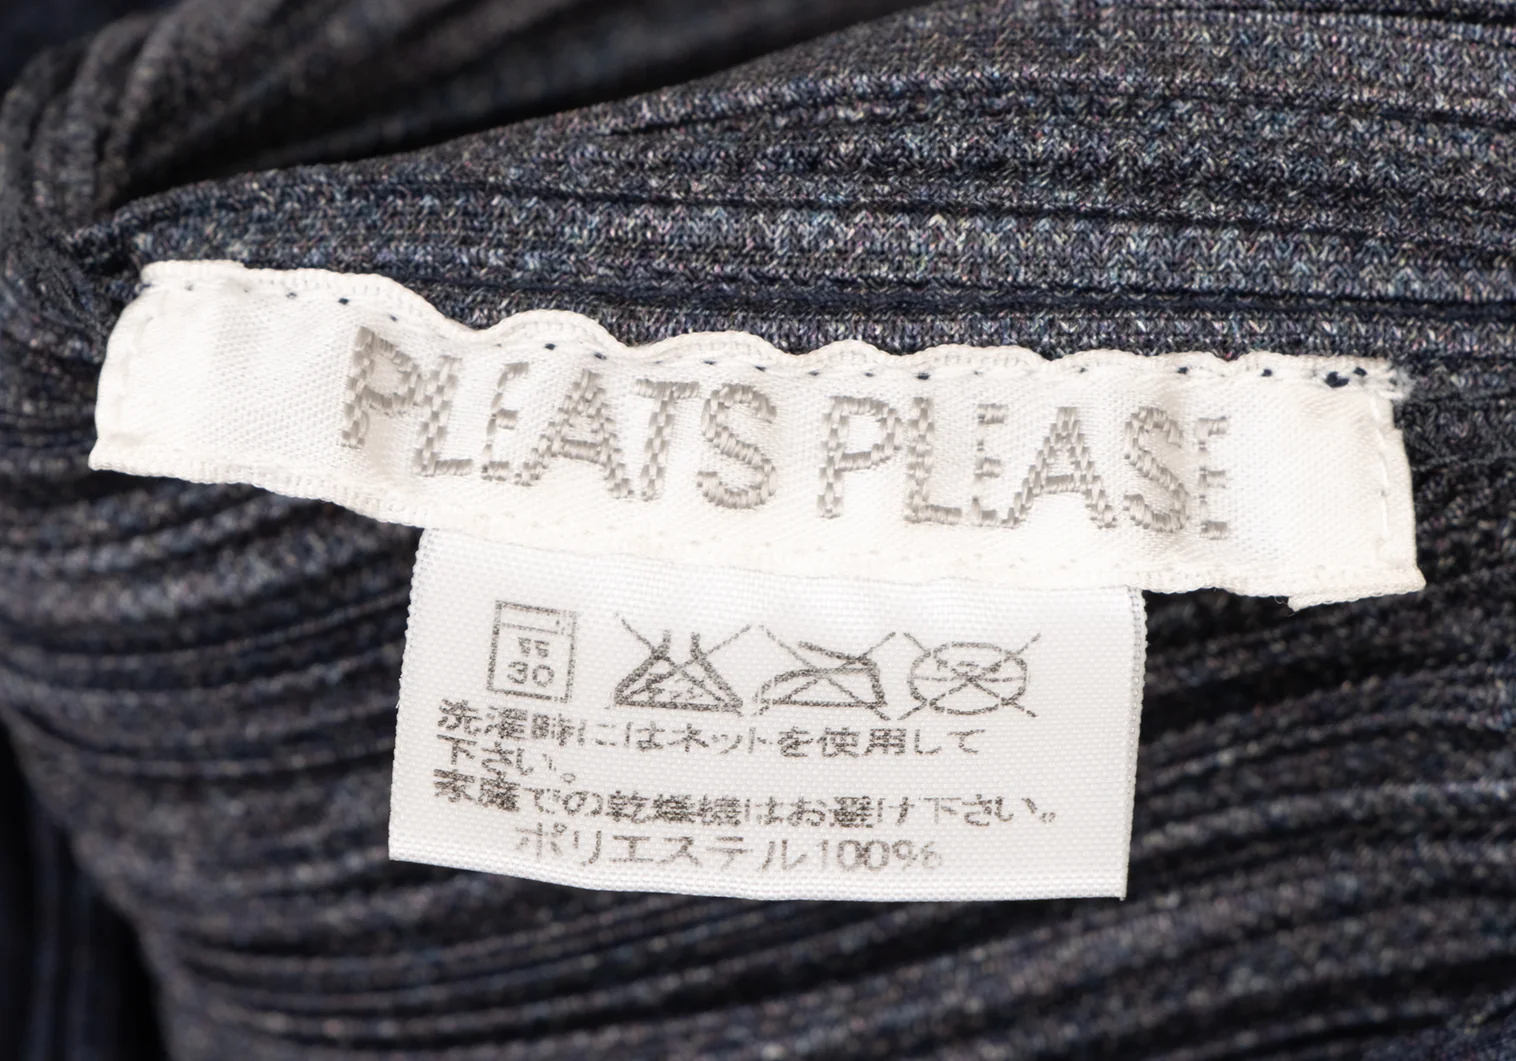 PLEATS PLEASE
弱
30
洗濯時にはネットを使用して
下さい。
家庭での乾燥機はお避け下さい。
ポリエステル100%